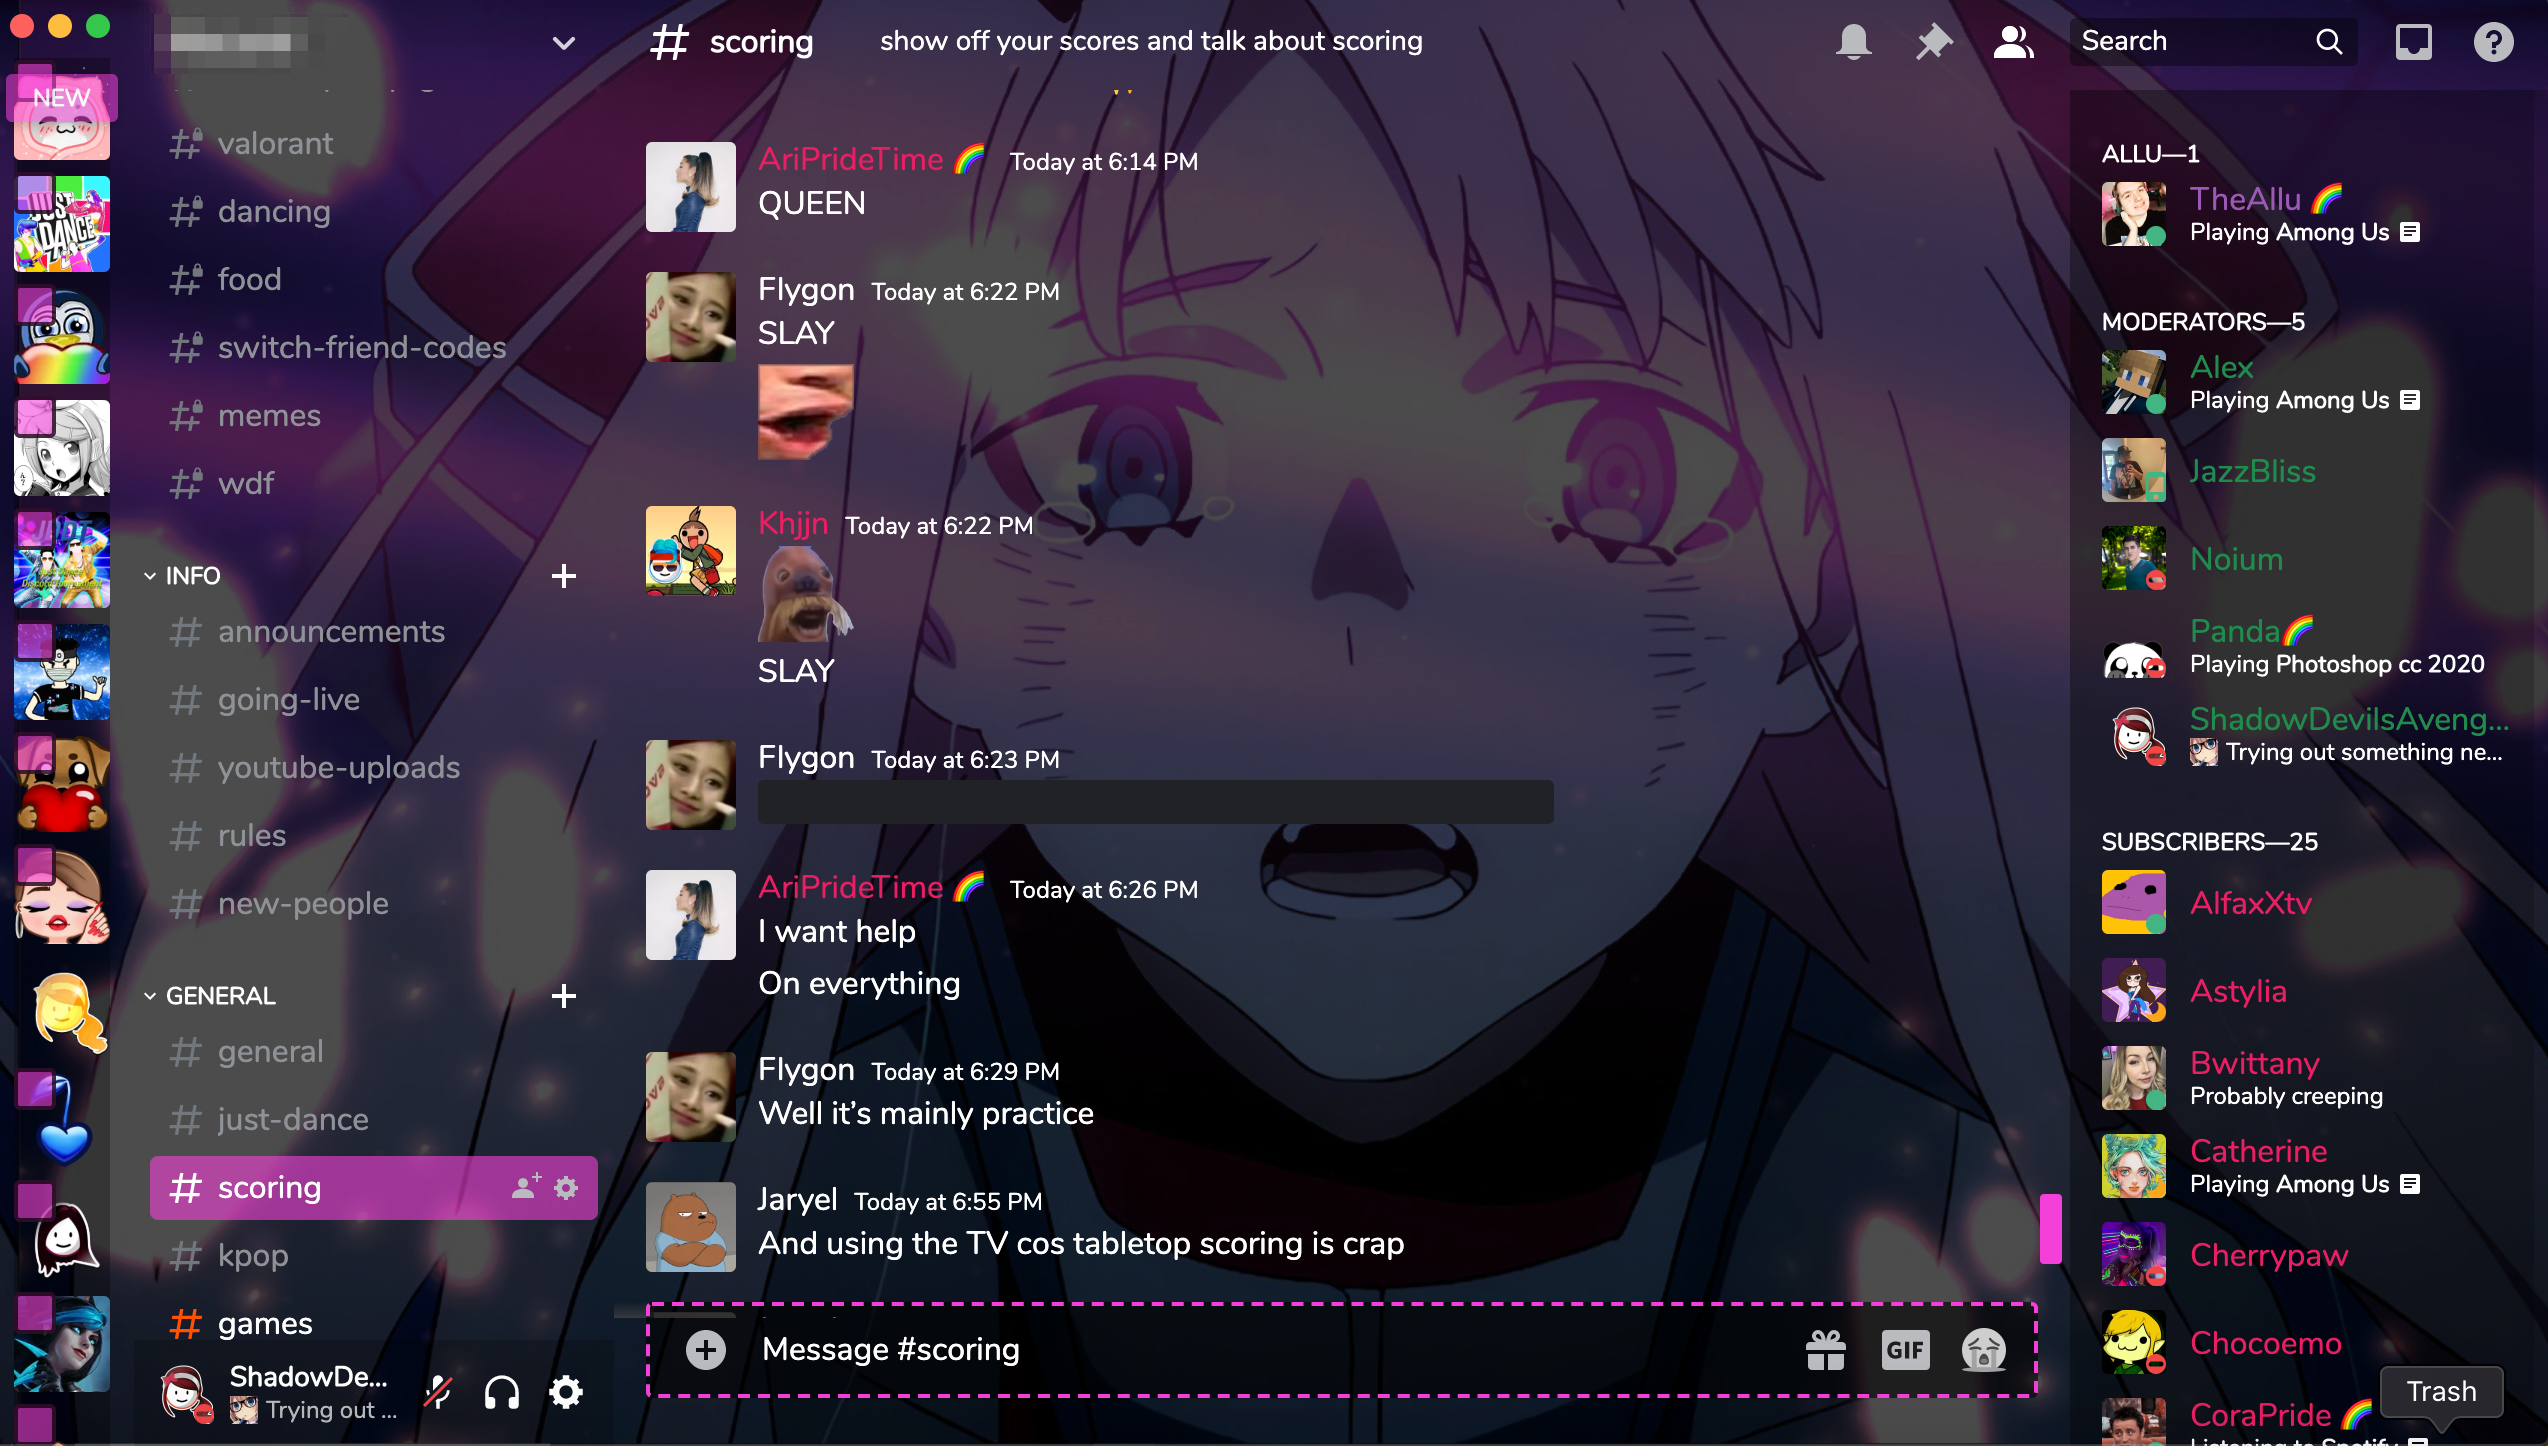 NEW
JUST
DANCE
valorant
dancing
food
switch-friend-codes
memes
wdf
INFO
announcements
going-live
youtube-uploads
rules
new-people
GENERAL
general
just-dance
scoring
kpop
games
ShadowDe...
Trying out ...
# scoring
show off your scores and talk about scoring
Search
AriPrideTime 🌈 Today at 6:14 PM
QUEEN
Flygon Today at 6:22 PM
SLAY
Khjjn Today at 6:22 PM
SLAY
Flygon Today at 6:23 PM
AriPrideTime 🌈 Today at 6:26 PM
I want help
On everything
Flygon Today at 6:29 PM
Well it’s mainly practice
Jaryel Today at 6:55 PM
And using the TV cos tabletop scoring is crap
Message #scoring
GIF
ALLU—1
TheAllu 🌈
Playing Among Us
MODERATORS—5
Alex
Playing Among Us
JazzBliss
Noium
Panda🌈
Playing Photoshop cc 2020
ShadowDevilsAveng...
Trying out something ne...
SUBSCRIBERS—25
AlfaxXtv
Astylia
Bwittany
Probably creeping
Catherine
Playing Among Us
Cherrypaw
Chocoemo
CoraPride 🌈
Listening to Spotify
Trash